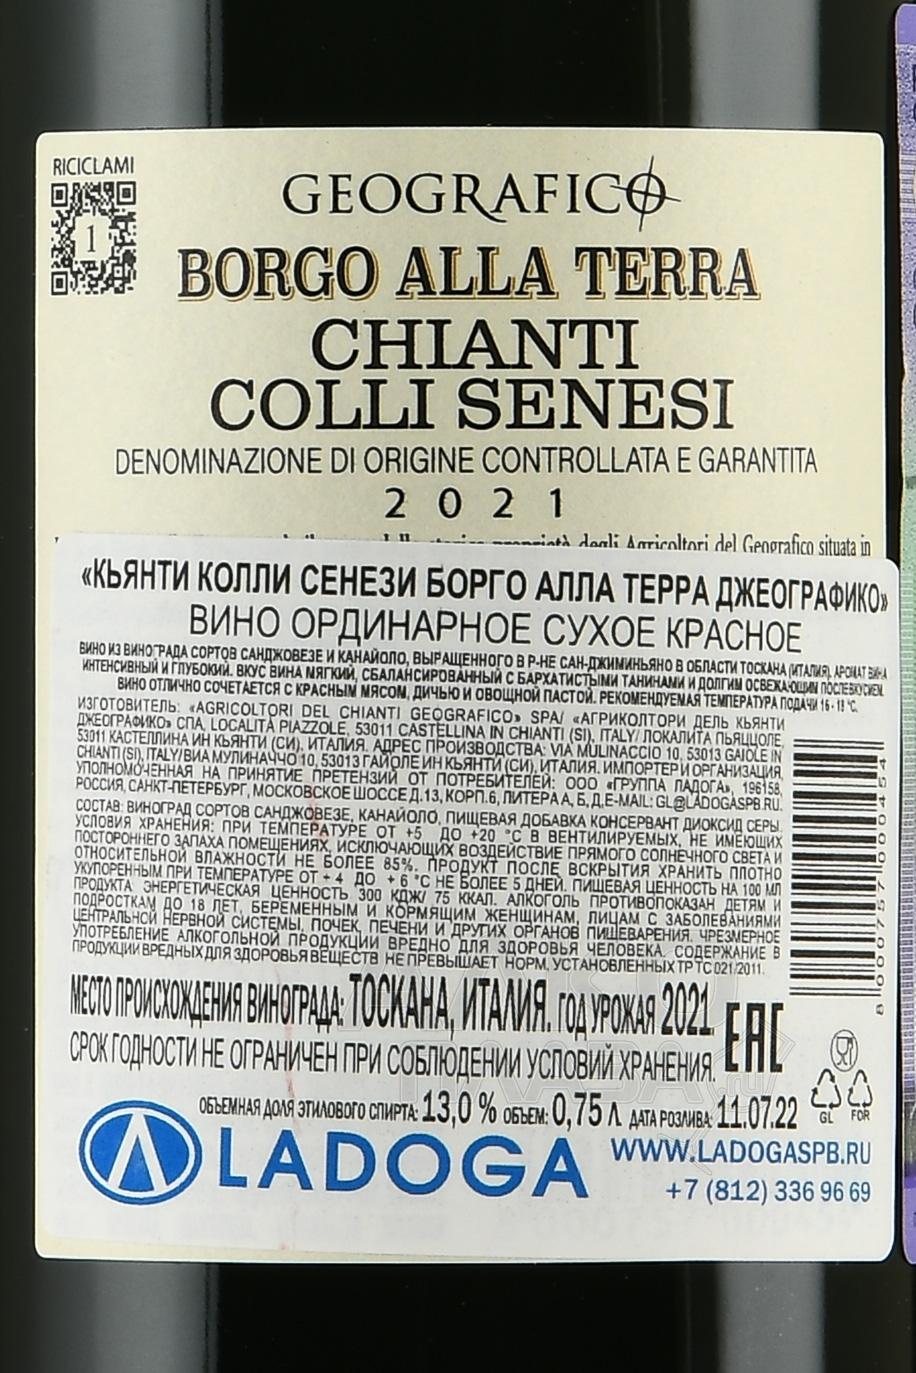 RICICLAMI
1
GEOGRAFICO
BORGO ALLA TERRA
CHIANTI
COLLI SENESI
DENOMINAZIONE DI ORIGINE CONTROLLATA E GARANTITA
2021
degli Agricoltori del Geografico situata in
«КЬЯНТИ КОЛЛИ СЕНЕЗИ БОРГО АЛЛА ТЕРРА ДЖЕОГРАФИКО»
ВИНО ОРДИНАРНОЕ СУХОЕ КРАСНОЕ
ВИНО ИЗ ВИНОГРАДА СОРТОВ САНДЖОВЕЗЕ И КАНАЙОЛО, ВЫРАЩЕННОГО В Р-НЕ САН-ДЖИМИНЬЯНО В ОБЛАСТИ ТОСКАНА (ИТАЛИЯ). АРОМАТ ВИНА
ИНТЕНСИВНЫЙ И ГЛУБОКИЙ. ВКУС ВИНА МЯГКИЙ, СБАЛАНСИРОВАННЫЙ С БАРХАТИСТЫМИ ТАНИНАМИ И ДОЛГИМ ОСВЕЖАЮЩИМ ПОСЛЕВКУСИЕМ.
ВИНО ОТЛИЧНО СОЧЕТАЕТСЯ С КРАСНЫМ МЯСОМ, ДИЧЬЮ И ОВОЩНОЙ ПАСТОЙ. РЕКОМЕНДУЕМАЯ ТЕМПЕРАТУРА ПОДАЧИ 16 - 18 °C.
ИЗГОТОВИТЕЛЬ: «AGRICOLTORI DEL CHIANTI GEOGRAFICO» SPA/ «АГРИКОЛТОРИ ДЕЛЬ КЬЯНТИ
ДЖЕОГРАФИКО» СПА, LOCALITÀ PIAZZOLE, 53011 CASTELLINA IN CHIANTI (SI), ITALY/ ЛОКАЛИТА ПЬЯЦЦОЛЕ,
53011 КАСТЕЛЛИНА ИН КЬЯНТИ (СИ), ИТАЛИЯ. АДРЕС ПРОИЗВОДСТВА: VIA MULINACCIO 10, 53013 GAIOLE IN
CHIANTI (SI), ITALY/ВИА МУЛИНАЧЧО 10, 53013 ГАЙОЛЕ ИН КЬЯНТИ (СИ), ИТАЛИЯ. ИМПОРТЕР И ОРГАНИЗАЦИЯ,
УПОЛНОМОЧЕННАЯ НА ПРИНЯТИЕ ПРЕТЕНЗИЙ ОТ ПОТРЕБИТЕЛЕЙ: ООО «ГРУППА ЛАДОГА», 196158,
РОССИЯ, САНКТ-ПЕТЕРБУРГ, МОСКОВСКОЕ ШОССЕ Д.13, КОРП.6, ЛИТЕРА А, Б, Д, E-MAIL: GL@LADOGASPB.RU.
СОСТАВ: ВИНОГРАД СОРТОВ САНДЖОВЕЗЕ, КАНАЙОЛО, ПИЩЕВАЯ ДОБАВКА КОНСЕРВАНТ ДИОКСИД СЕРЫ.
УСЛОВИЯ ХРАНЕНИЯ: ПРИ ТЕМПЕРАТУРЕ ОТ +5 ДО +20 °C В ВЕНТИЛИРУЕМЫХ, НЕ ИМЕЮЩИХ
ПОСТОРОННЕГО ЗАПАХА ПОМЕЩЕНИЯХ, ИСКЛЮЧАЮЩИХ ВОЗДЕЙСТВИЕ ПРЯМОГО СОЛНЕЧНОГО СВЕТА И
ОТНОСИТЕЛЬНОЙ ВЛАЖНОСТИ НЕ БОЛЕЕ 85%. ПРОДУКТ ПОСЛЕ ВСКРЫТИЯ ХРАНИТЬ ПЛОТНО
УКУПОРЕННЫМ ПРИ ТЕМПЕРАТУРЕ ОТ + 4 ДО + 6 °C НЕ БОЛЕЕ 5 ДНЕЙ. ПИЩЕВАЯ ЦЕННОСТЬ НА 100 МЛ
ПРОДУКТА: ЭНЕРГЕТИЧЕСКАЯ ЦЕННОСТЬ 300 КДЖ/ 75 ККАЛ. АЛКОГОЛЬ ПРОТИВОПОКАЗАН ДЕТЯМ И
ПОДРОСТКАМ ДО 18 ЛЕТ, БЕРЕМЕННЫМ И КОРМЯЩИМ ЖЕНЩИНАМ, ЛИЦАМ С ЗАБОЛЕВАНИЯМИ
ЦЕНТРАЛЬНОЙ НЕРВНОЙ СИСТЕМЫ, ПОЧЕК, ПЕЧЕНИ И ДРУГИХ ОРГАНОВ ПИЩЕВАРЕНИЯ. ЧРЕЗМЕРНОЕ
УПОТРЕБЛЕНИЕ АЛКОГОЛЬНОЙ ПРОДУКЦИИ ВРЕДНО ДЛЯ ЗДОРОВЬЯ ЧЕЛОВЕКА. СОДЕРЖАНИЕ В
ПРОДУКЦИИ ВРЕДНЫХ ДЛЯ ЗДОРОВЬЯ ВЕЩЕСТВ НЕ ПРЕВЫШАЕТ НОРМ, УСТАНОВЛЕННЫХ ТР ТС 021/2011.
8 000757 000454
МЕСТО ПРОИСХОЖДЕНИЯ ВИНОГРАДА: ТОСКАНА, ИТАЛИЯ. ГОД УРОЖАЯ 2021
EAC
СРОК ГОДНОСТИ НЕ ОГРАНИЧЕН ПРИ СОБЛЮДЕНИИ УСЛОВИЙ ХРАНЕНИЯ.
ОБЪЕМНАЯ ДОЛЯ ЭТИЛОВОГО СПИРТА: 13,0 % ОБЪЕМ: 0,75 Л ДАТА РОЗЛИВА: 11.07.22
GL FOR
LADOGA
WWW.LADOGASPB.RU
+7 (812) 336 96 69